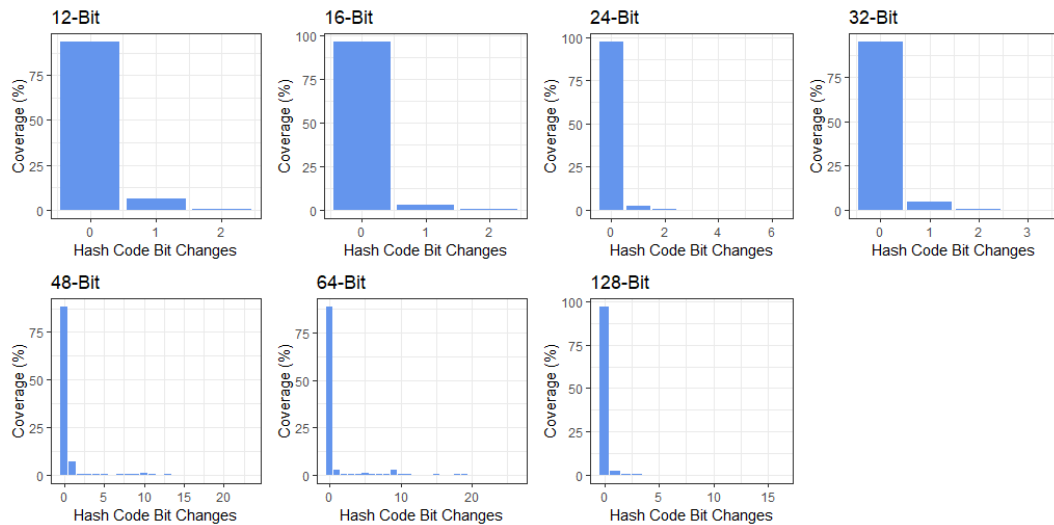 12-Bit
16-Bit
24-Bit
32-Bit
Coverage (%)
75
50
25
0
0 1 2
Hash Code Bit Changes
Coverage (%)
100
75
50
25
0
0 1 2
Hash Code Bit Changes
Coverage (%)
100
75
50
25
0
0 2 4 6
Hash Code Bit Changes
Coverage (%)
75
50
25
0
0 1 2 3
Hash Code Bit Changes
48-Bit
64-Bit
128-Bit
Coverage (%)
75
50
25
0
0 5 10 15 20
Hash Code Bit Changes
Coverage (%)
75
50
25
0
0 10 20
Hash Code Bit Changes
Coverage (%)
100
75
50
25
0
0 5 10 15
Hash Code Bit Changes